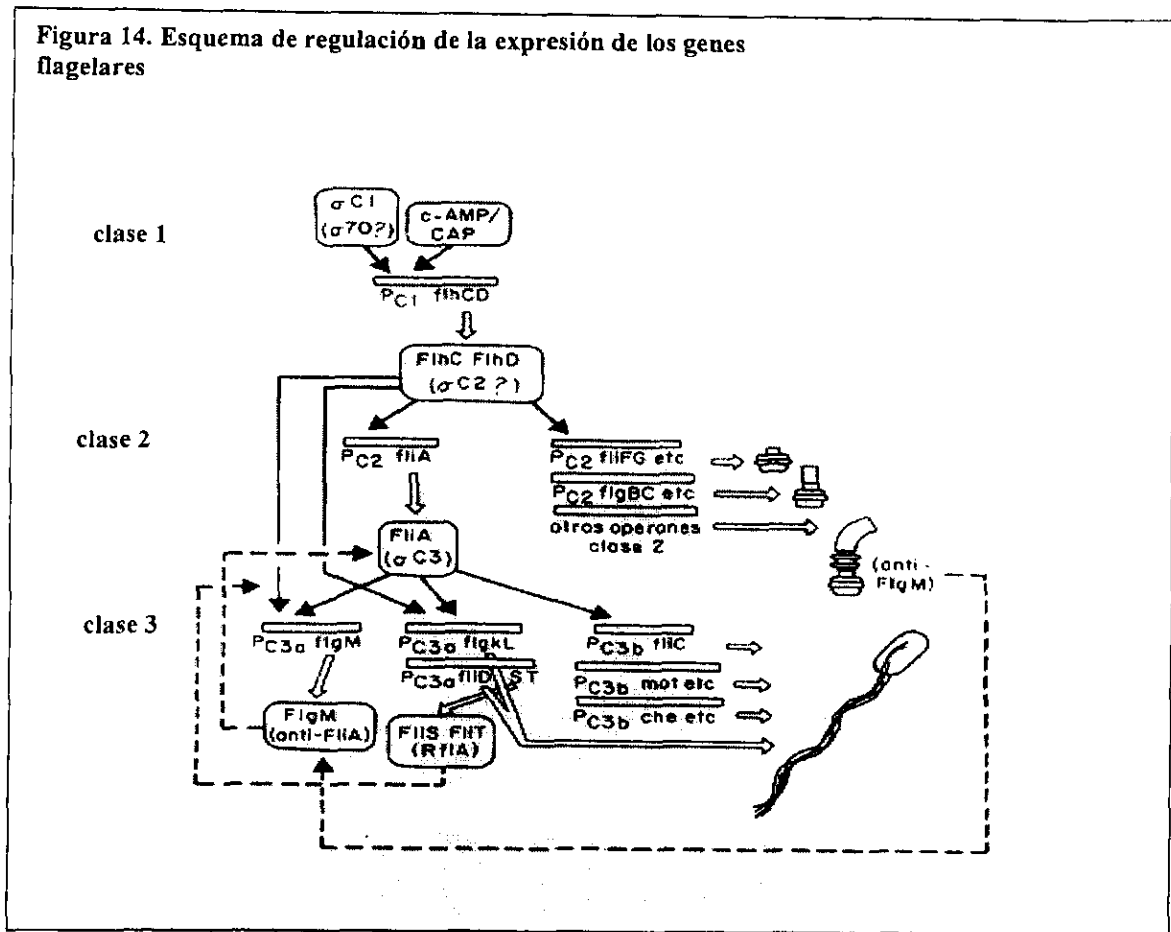 Figura 14. Esquema de regulación de la expresión de los genes
flagelares
clase 1
σC1
(σ70?)
c-AMP/
CAP
PC1 flhCD
FlhC FlhD
(σC2?)
clase 2
PC2 fliA
PC2 fliFG etc
PC2 flgBC etc
otros operones
clase 2
FliA
(σC3)
(anti-
FlgM)
clase 3
PC3a flgM
PC3a flgkL
PC3a fliD ST
PC3b fliC
PC3b mot etc
PC3b che etc
FlgM
(anti-FliA)
FliS FliT
(RflA)